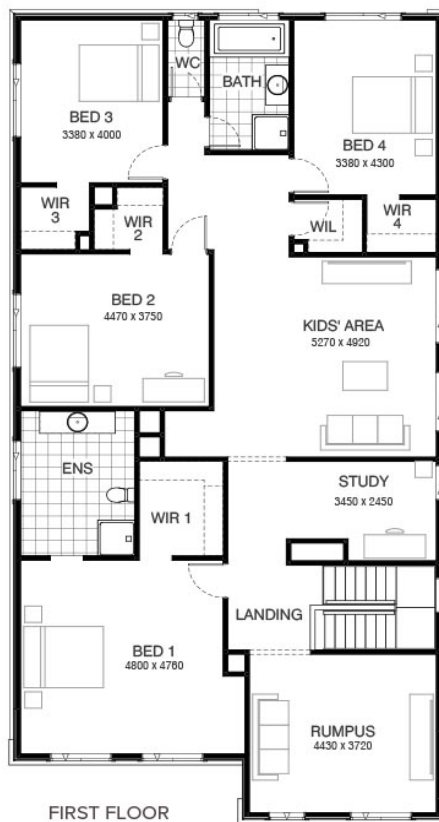 WC
BATH
BED 3
3380 x 4000
BED 4
3380 x 4300
WIR
3
WIR
2
WIL
WIR
4
BED 2
4470 x 3750
KIDS' AREA
5270 x 4920
ENS
WIR 1
STUDY
3450 x 2450
LANDING
BED 1
4800 x 4760
RUMPUS
4430 x 3720
FIRST FLOOR